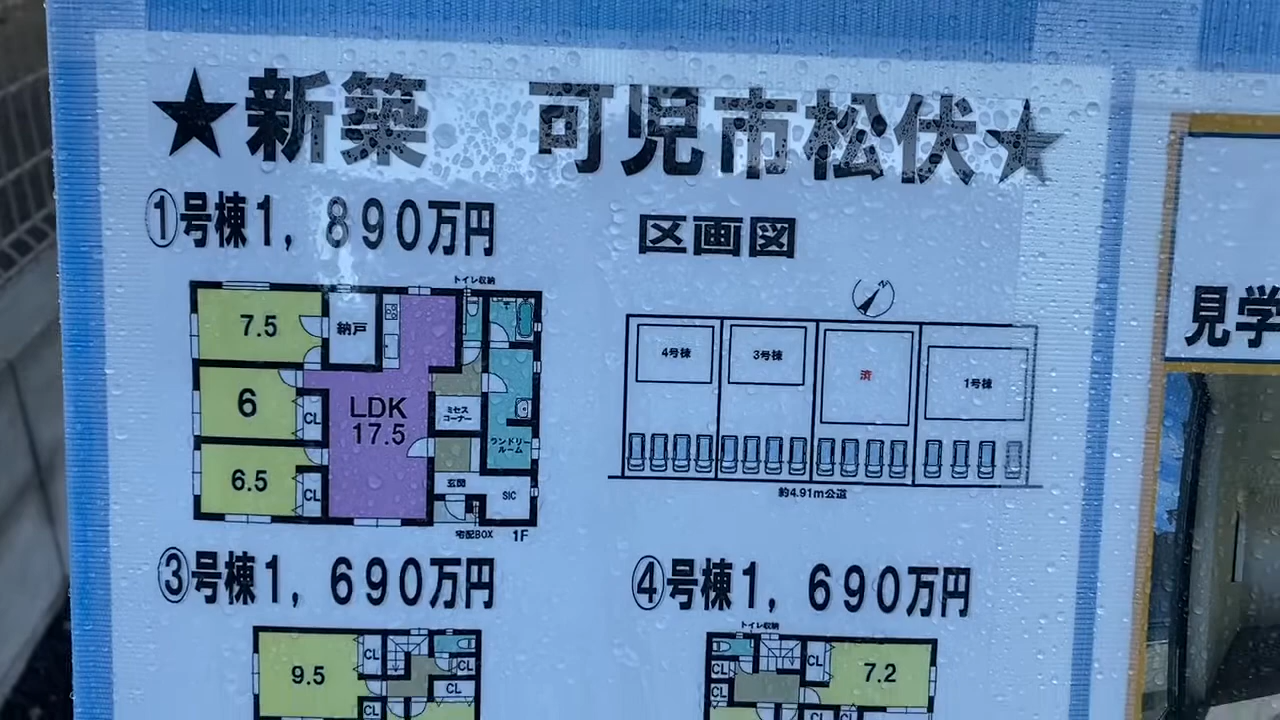 ★新築　可児市松伏★
①号棟1，890万円
区画図
トイレ収納
7.5
納戸
6
CL
LDK
17.5
ミセス
コーナー
ランドリー
ルーム
6.5
CL
玄関
SIC
宅配BOX
1F
N
4号棟
3号棟
済
1号棟
約4.91m公道
見学
③号棟1，690万円
④号棟1，690万円
9.5
CL
CL
CL
CL
トイレ収納
CL
CL
CL
7.2
CL
CL